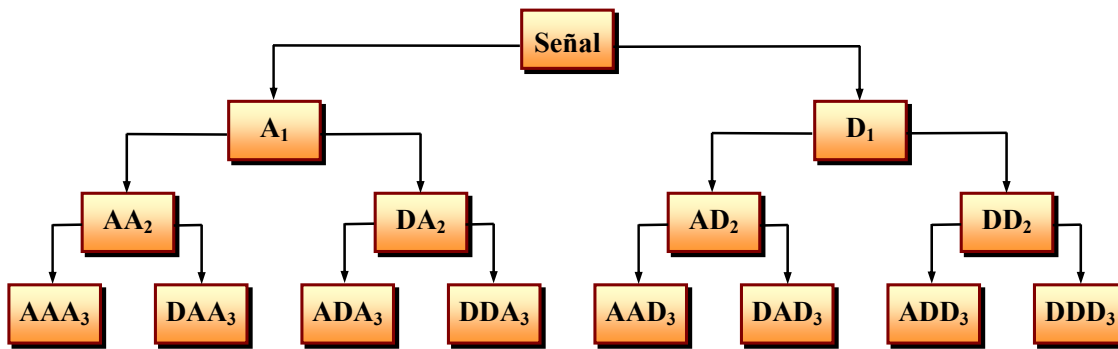 Señal
A₁
D₁
AA₂
DA₂
AD₂
DD₂
AAA₃
DAA₃
ADA₃
DDA₃
AAD₃
DAD₃
ADD₃
DDD₃